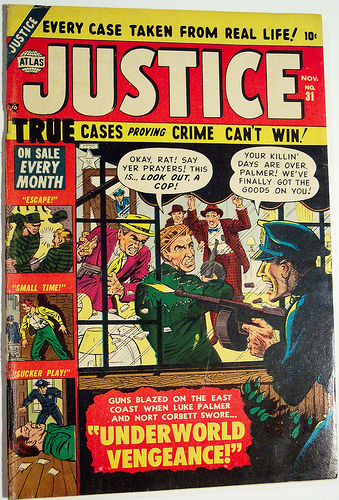 JUSTICE
EVERY CASE TAKEN FROM REAL LIFE! 10¢
ATLAS
JUSTICE
NOV.
NO.
31
TRUE CASES PROVING CRIME CAN'T WIN!
ON SALE
EVERY
MONTH
"ESCAPE!"
"SMALL TIME!"
"SUCKER PLAY!"
OKAY, RAT! SAY
YER PRAYERS! THIS
IS... LOOK OUT, A
COP!
YOUR KILLIN'
DAYS ARE OVER,
PALMER! WE'VE
FINALLY GOT THE
GOODS ON YOU!
GUNS BLAZED ON THE EAST
COAST WHEN LUKE PALMER
AND NORT CORBETT SWORE...
"UNDERWORLD
VENGEANCE!"